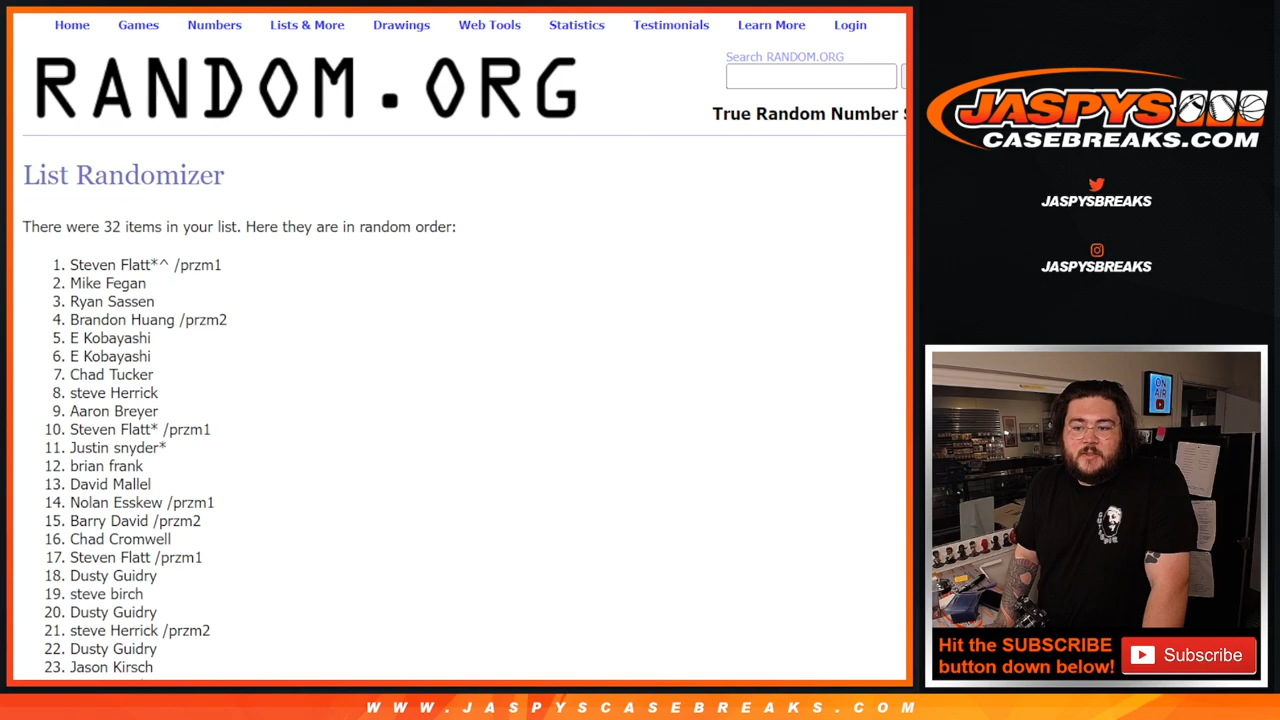 Home Games Numbers Lists & More Drawings Web Tools Statistics Testimonials Learn More Login
RANDOM.ORG
Search RANDOM.ORG
True Random Number S
List Randomizer
There were 32 items in your list. Here they are in random order:
1. Steven Flatt*^ /przm1
2. Mike Fegan
3. Ryan Sassen
4. Brandon Huang /przm2
5. E Kobayashi
6. E Kobayashi
7. Chad Tucker
8. steve Herrick
9. Aaron Breyer
10. Steven Flatt* /przm1
11. Justin snyder*
12. brian frank
13. David Mallel
14. Nolan Esskew /przm1
15. Barry David /przm2
16. Chad Cromwell
17. Steven Flatt /przm1
18. Dusty Guidry
19. steve birch
20. Dusty Guidry
21. steve Herrick /przm2
22. Dusty Guidry
23. Jason Kirsch
JASPYS
CASEBREAKS.COM
JASPYSBREAKS
JASPYSBREAKS
ON
AIR
Hit the SUBSCRIBE
button down below!
Subscribe
WWW.JASPYSCASEBREAKS.COM